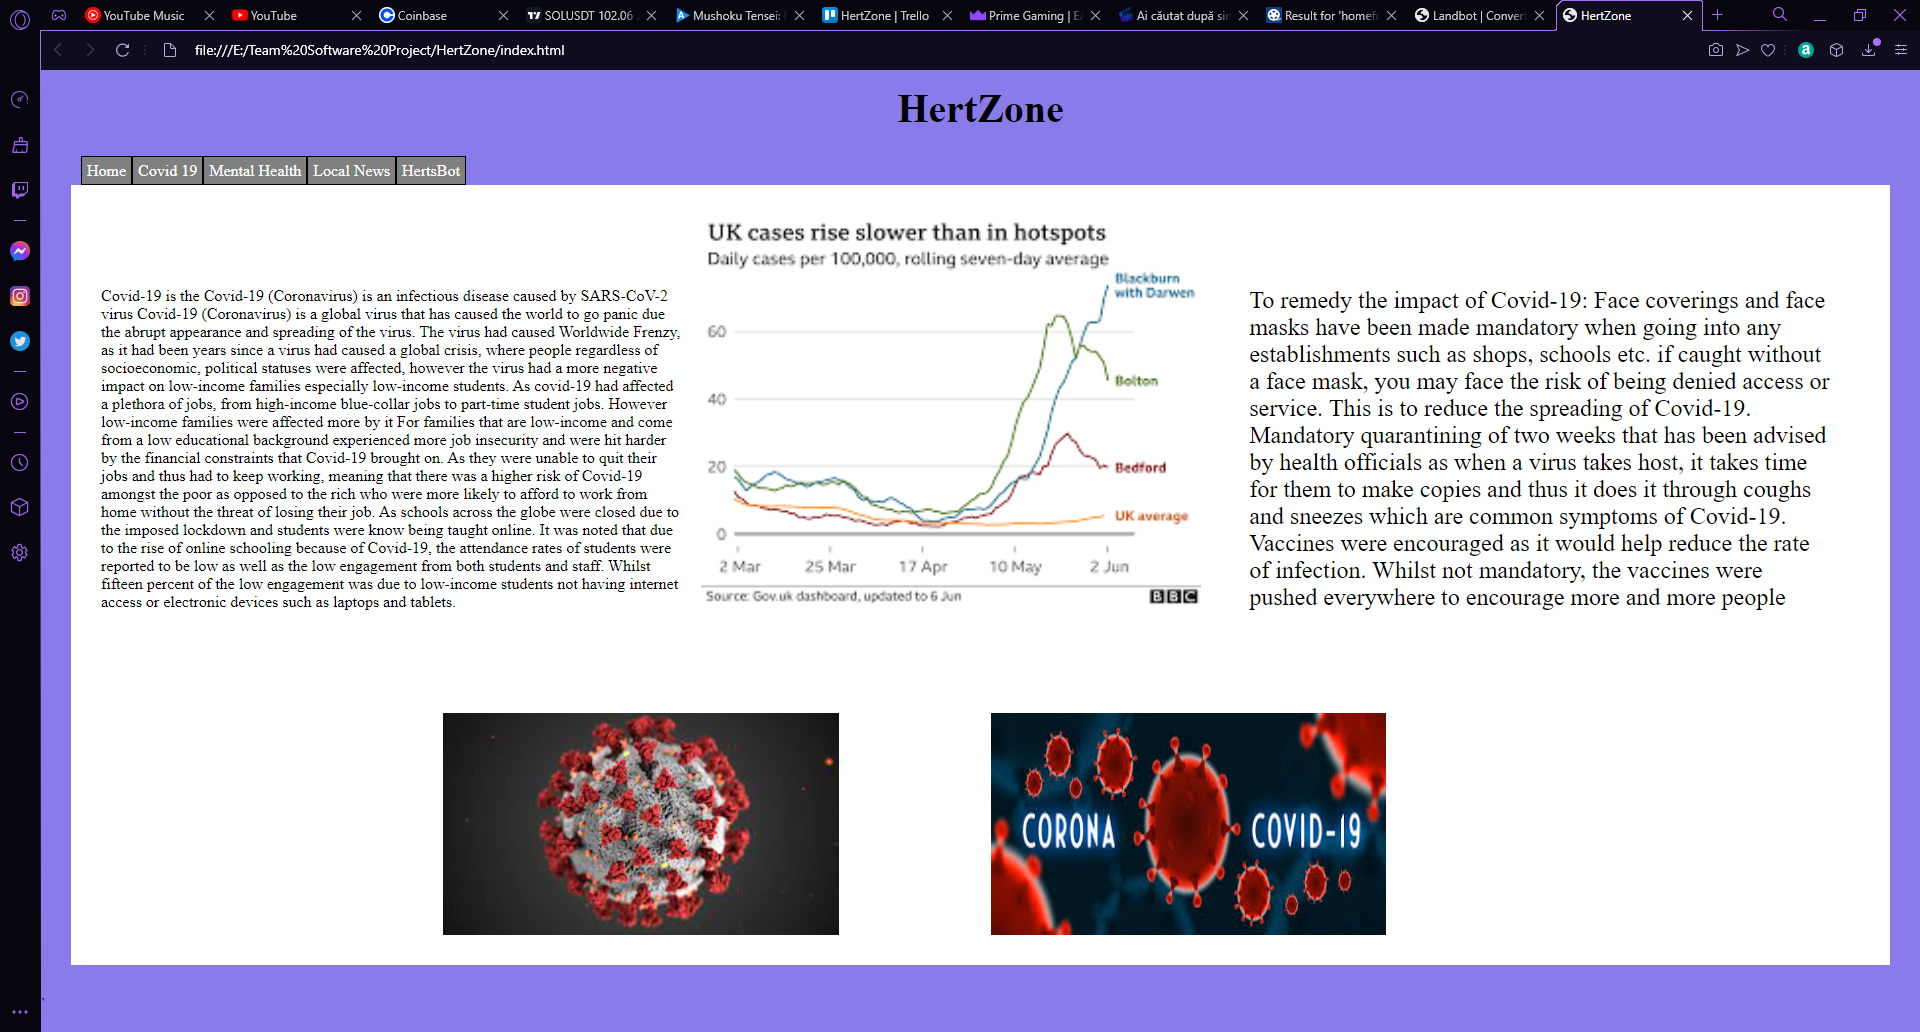 YouTube Music
YouTube
Coinbase
SOLUSDT 102.06
Mushoku Tensei:
HertZone | Trello
Prime Gaming |
Ai căutat după
Result for 'homef
Landbot | Conver
HertZone
file:///E:/Team%20Software%20Project/HertZone/index.html
HertZone
Home
Covid 19
Mental Health
Local News
HertsBot
Covid-19 is the Covid-19 (Coronavirus) is an infectious disease caused by SARS-CoV-2
virus Covid-19 (Coronavirus) is a global virus that has caused the world to go panic due
the abrupt appearance and spreading of the virus. The virus had caused Worldwide Frenzy,
as it had been years since a virus had caused a global crisis, where people regardless of
socioeconomic, political statuses were affected, however the virus had a more negative
impact on low-income families especially low-income students. As covid-19 had affected
a plethora of jobs, from high-income blue-collar jobs to part-time student jobs. However
low-income families were affected more by it For families that are low-income and come
from a low educational background experienced more job insecurity and were hit harder
by the financial constraints that Covid-19 brought on. As they were unable to quit their
jobs and thus had to keep working, meaning that there was a higher risk of Covid-19
amongst the poor as opposed to the rich who were more likely to afford to work from
home without the threat of losing their job. As schools across the globe were closed due to
the imposed lockdown and students were know being taught online. It was noted that due
to the rise of online schooling because of Covid-19, the attendance rates of students were
reported to be low as well as the low engagement from both students and staff. Whilst
fifteen percent of the low engagement was due to low-income students not having internet
access or electronic devices such as laptops and tablets.
UK cases rise slower than in hotspots
Daily cases per 100,000, rolling seven-day average
Blackburn
with Darwen
60
Bolton
40
20
Bedford
UK average
0
2 Mar
25 Mar
17 Apr
10 May
2 Jun
Source: Gov.uk dashboard, updated to 6 Jun
BBC
To remedy the impact of Covid-19: Face coverings and face
masks have been made mandatory when going into any
establishments such as shops, schools etc. if caught without
a face mask, you may face the risk of being denied access or
service. This is to reduce the spreading of Covid-19.
Mandatory quarantining of two weeks that has been advised
by health officials as when a virus takes host, it takes time
for them to make copies and thus it does it through coughs
and sneezes which are common symptoms of Covid-19.
Vaccines were encouraged as it would help reduce the rate
of infection. Whilst not mandatory, the vaccines were
pushed everywhere to encourage more and more people
CORONA
COVID-19
`